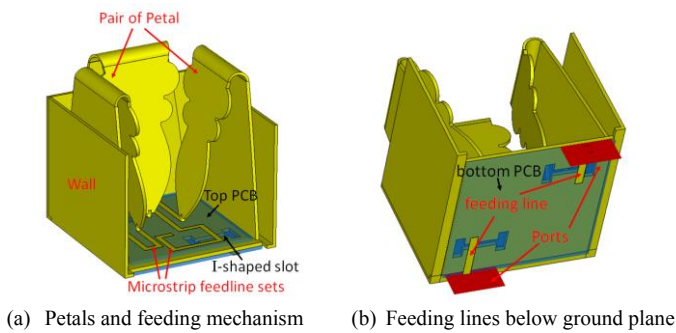 Pair of Petal
Wall
Top PCB
I-shaped slot
Microstrip feedline sets
bottom PCB
feeding line
Ports
(a) Petals and feeding mechanism
(b) Feeding lines below ground plane